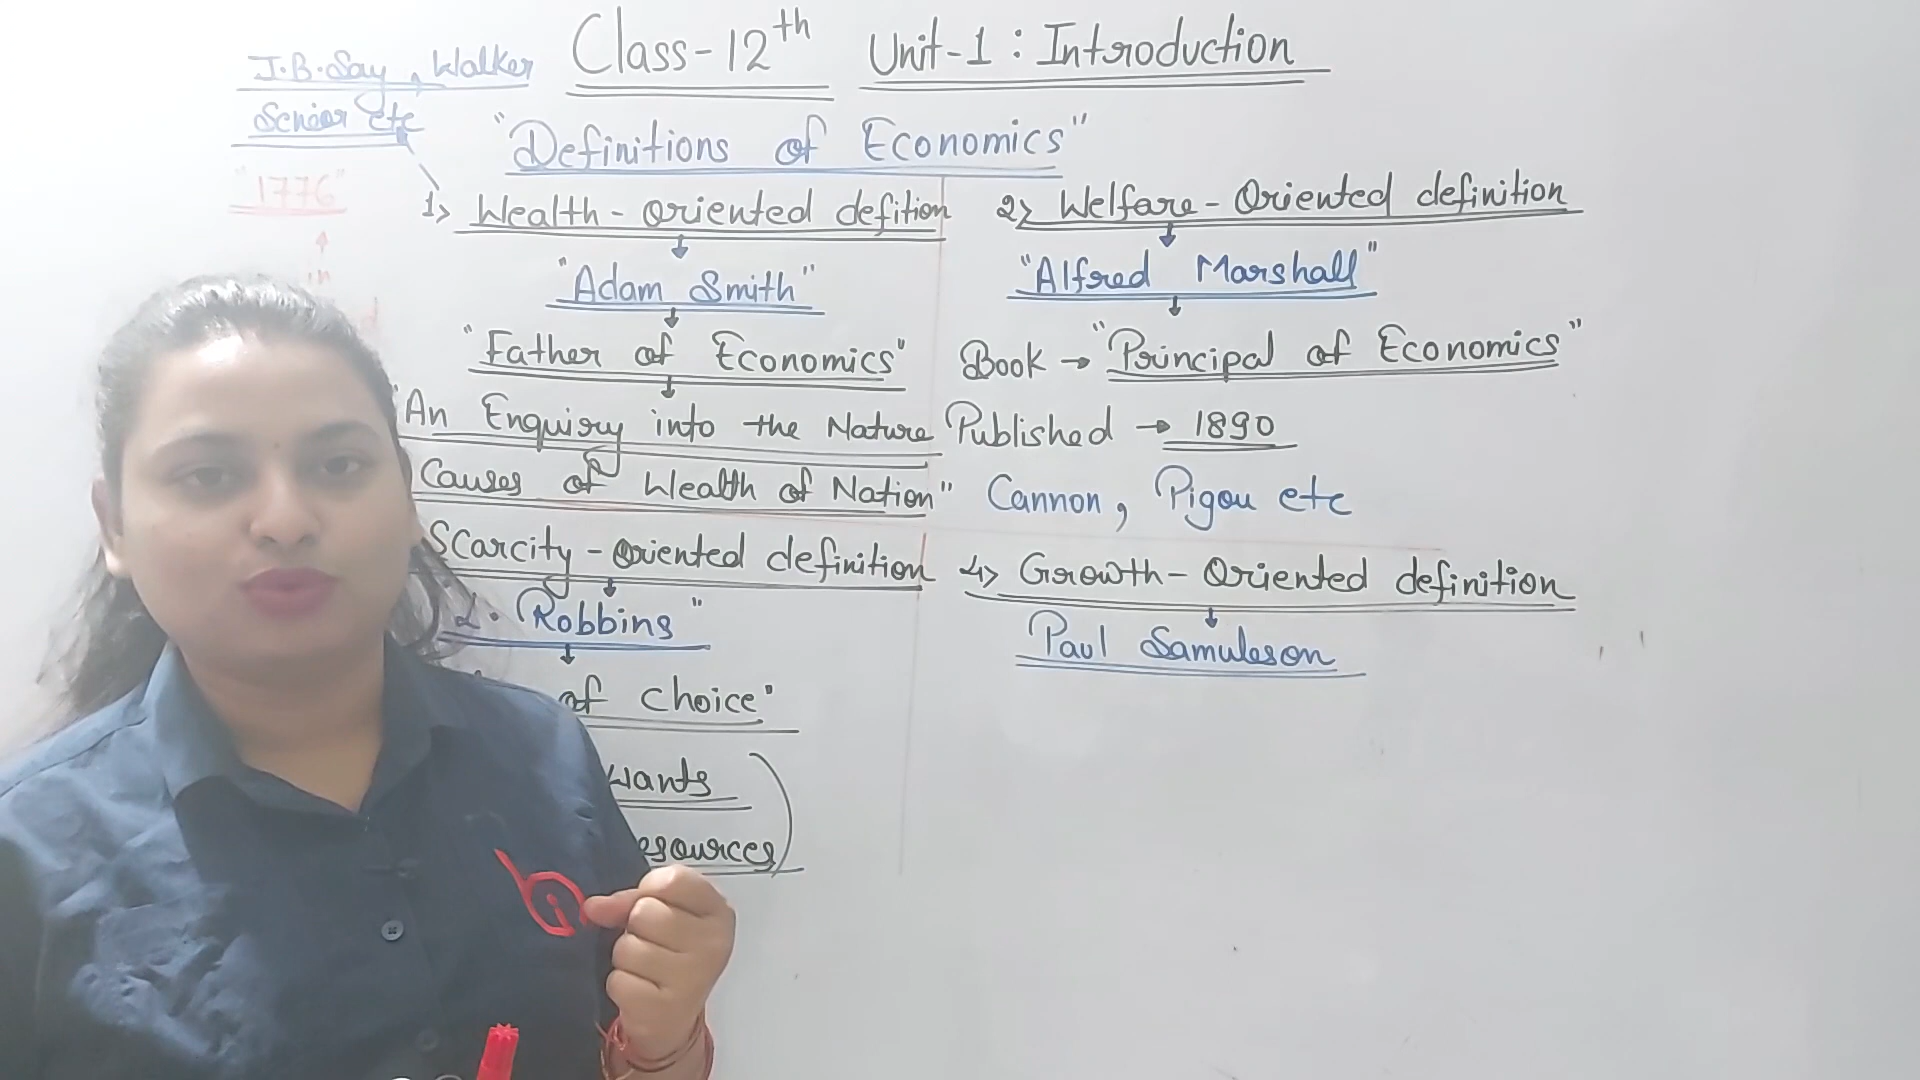 Class-12th Unit-1 : Introduction
J.B.Say, Walker
Senior etc
"1776"
in
d
"Definitions of Economics"
1> Wealth-oriented defition
"Adam Smith"
"Father of Economics"
"An Enquiry into the Nature
Causes of Wealth of Nation"
2> Welfare-Oriented definition
"Alfred Marshall"
Book → "Principal of Economics"
Published → 1890
Cannon, Pigou etc
Scarcity-oriented definition
Robbins"
of choice"
wants
esources
4> Growth-Oriented definition
Paul Samuleson